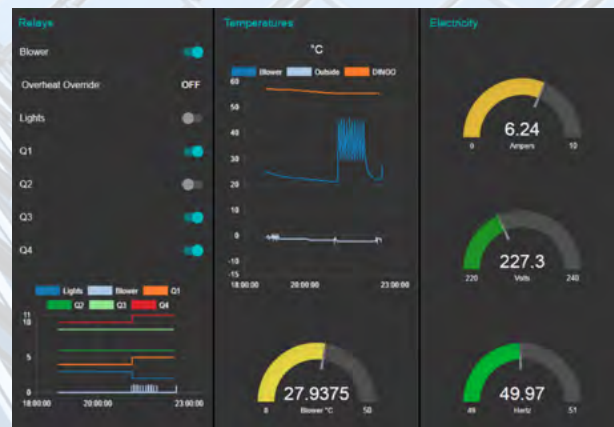 Relays
Blower
Overheat Override OFF
Lights
Q1
Q2
Q3
Q4
Lights Blower Q1
Q2 Q3 Q4
11
10
5
0
18:00:00 20:00:00 23:00:00
Temperatures
°C
Blower Outside DINGO
60
50
40
30
20
10
0
-10
-15
18:00:00 20:00:00 23:00:00
27.9375
Blower °C
50
Electricity
6.24
0 Ampers 10
227.3
220 Volts 240
49.97
49 Hertz 51